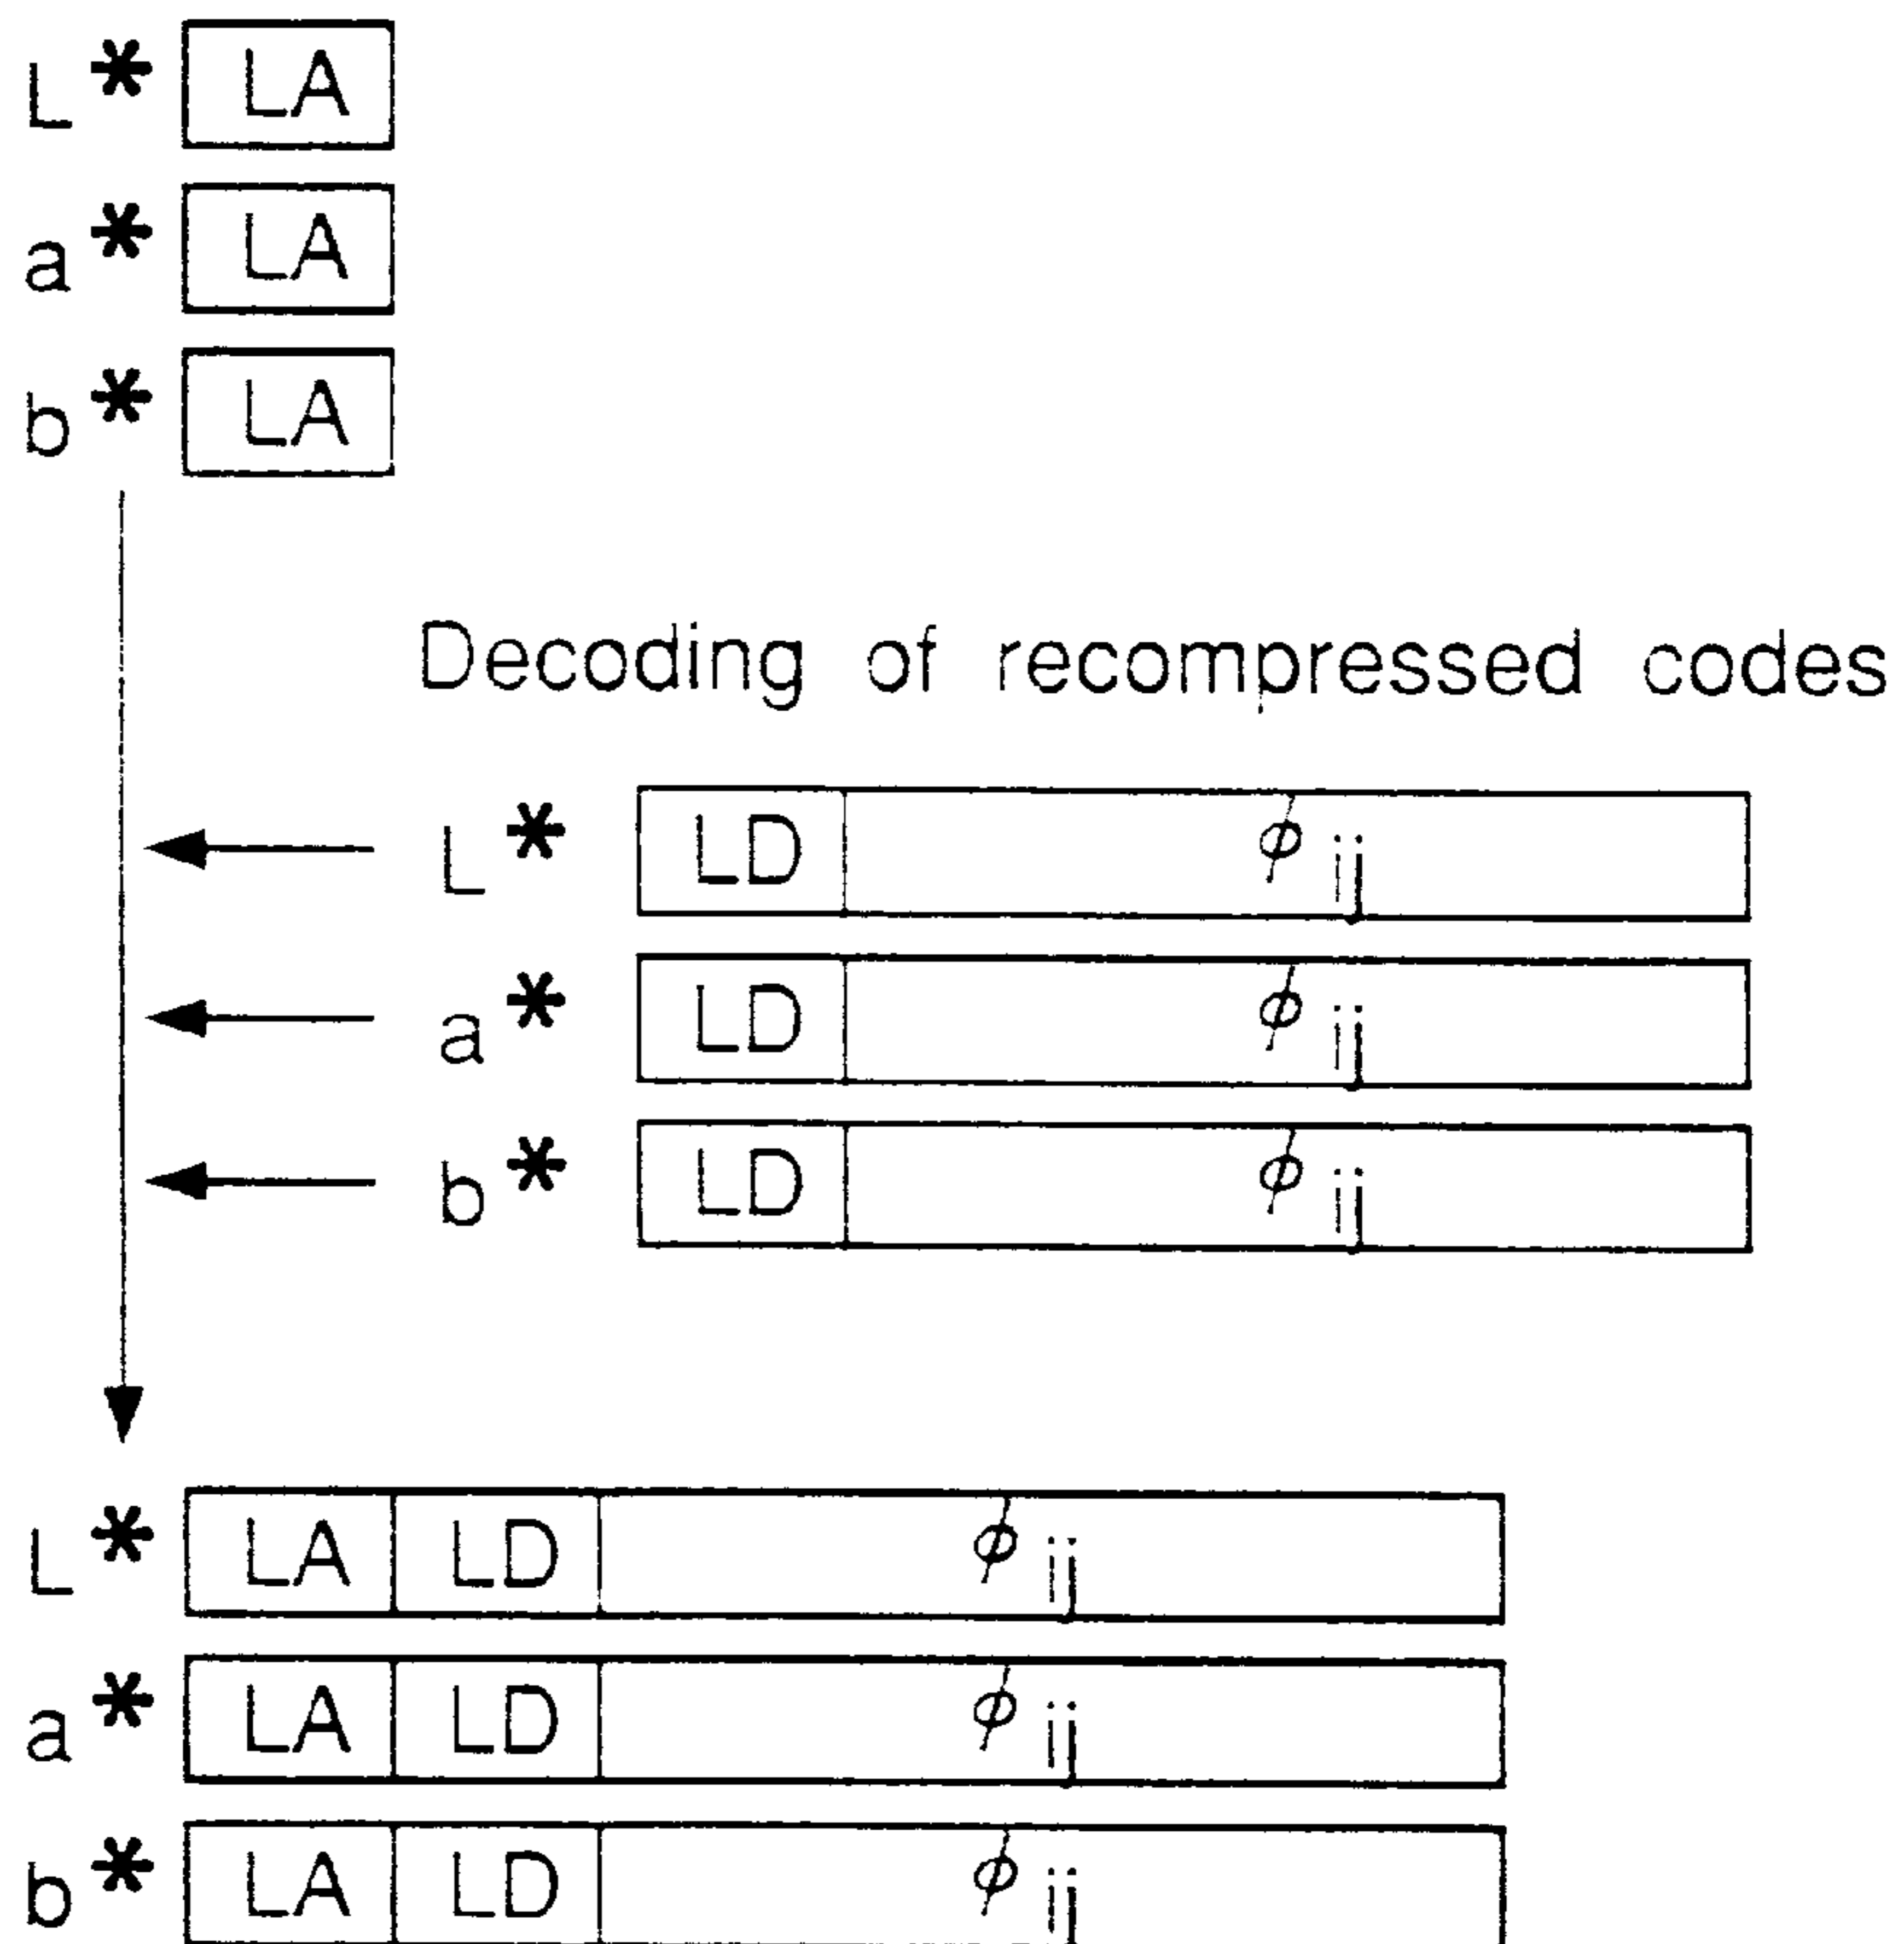 L* LA
a* LA
b* LA
Decoding of recompressed codes
L* LD ϕij
a* LD ϕij
b* LD ϕij
L* LA LD ϕij
a* LA LD ϕij
b* LA LD ϕij